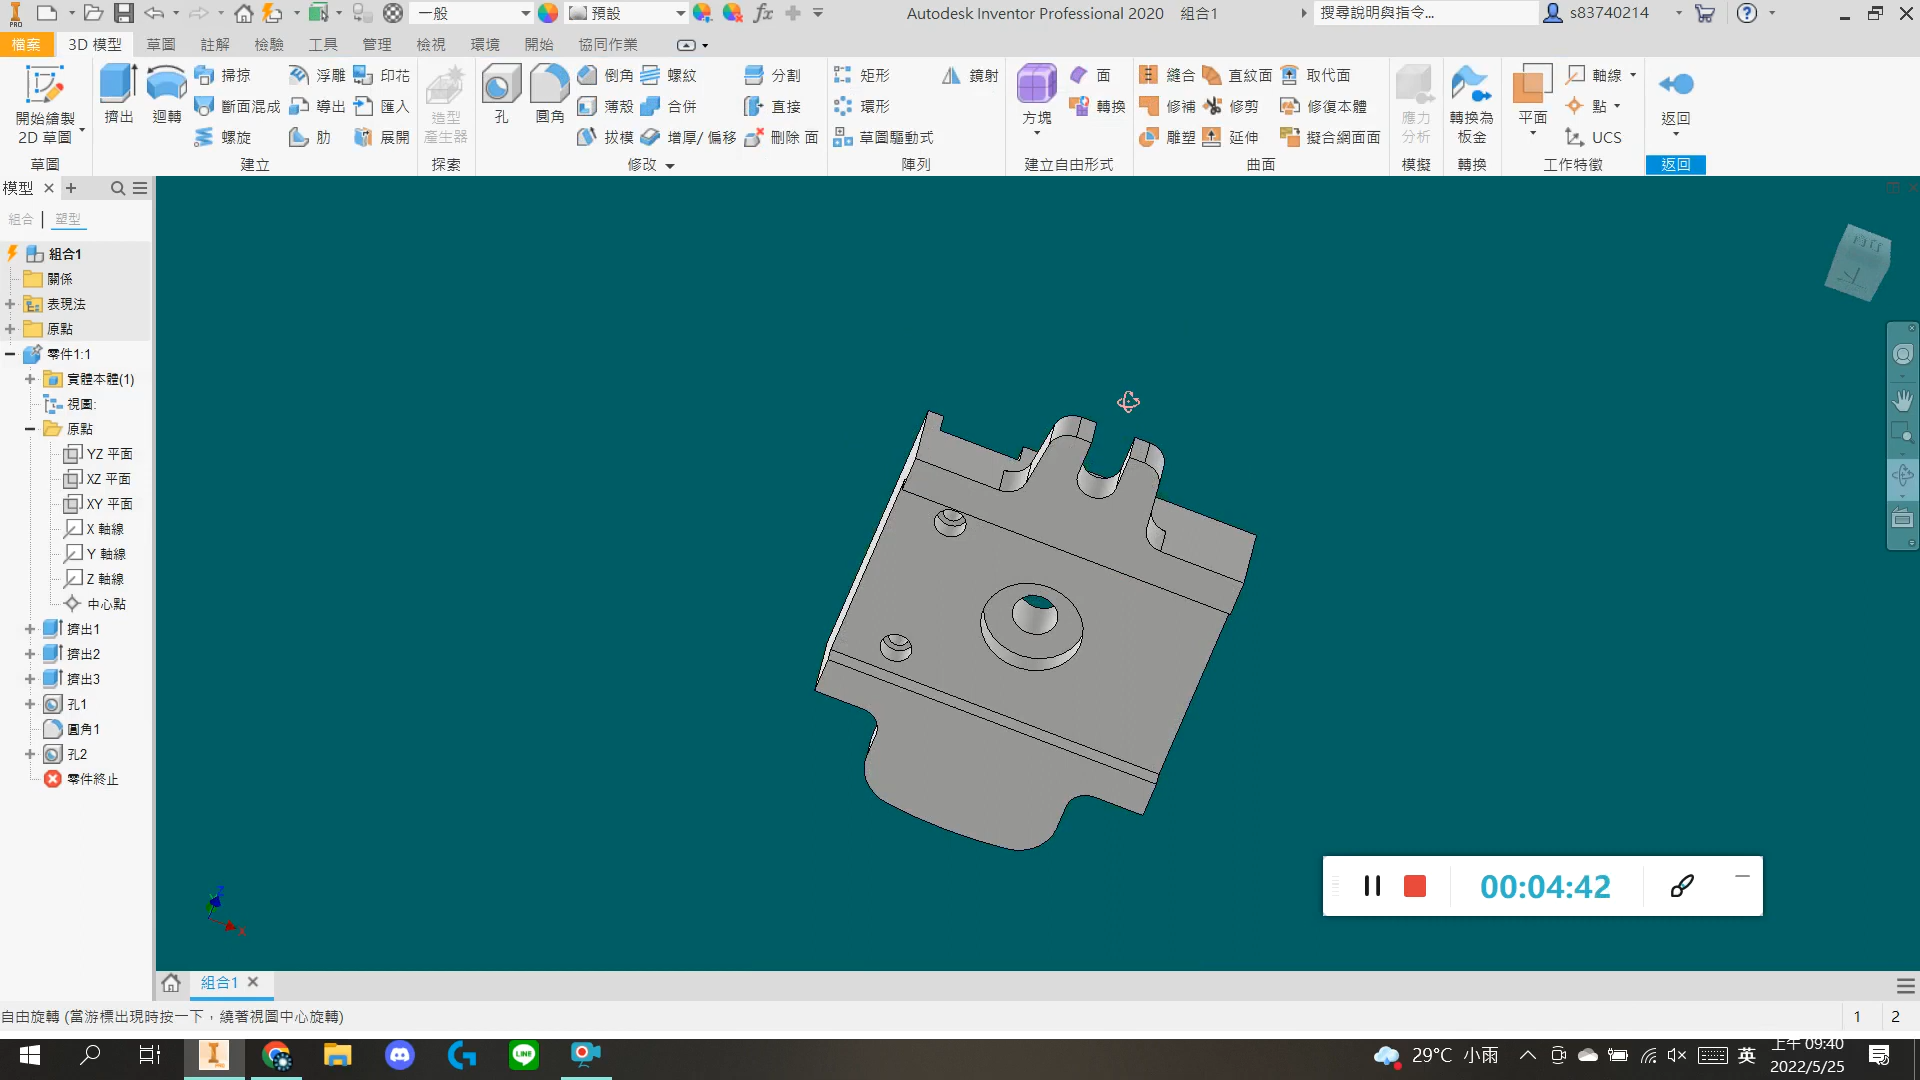 PRO
一般
預設
fx
Autodesk Inventor Professional 2020 組合1
搜尋說明與指令...
s83740214
檔案 3D 模型 草圖 註解 檢驗 工具 管理 檢視 環境 開始 協同作業
開始繪製
2D 草圖
擠出 迴轉
掃掠 浮雕 印花
斷面混成 導出 匯入
螺旋 肋 展開
造型
產生器
孔 圓角
倒角 螺紋 分割
薄殼 合併 直接
拔模 增厚/ 偏移 刪除 面
矩形 鏡射
環形
草圖驅動式
方塊
面
轉換
縫合 直紋面 取代面
修補 修剪 修復本體
雕塑 延伸 擬合網面面
應力
分析
轉換為
板金
平面
軸線
點
UCS
返回
草圖 建立 探索 修改 陣列 建立自由形式 曲面 模擬 轉換 工作特徵 返回
模型
組合 塑型
組合1
關係
表現法
原點
零件1:1
實體本體(1)
視圖:
原點
YZ 平面
XZ 平面
XY 平面
X 軸線
Y 軸線
Z 軸線
中心點
擠出1
擠出2
擠出3
孔1
圓角1
孔2
零件終止
Z
X
00:04:42
組合1
自由旋轉 (當游標出現時按一下，繞著視圖中心旋轉)
1 2
LINE
29°C 小雨
英
上午 09:40
2022/5/25